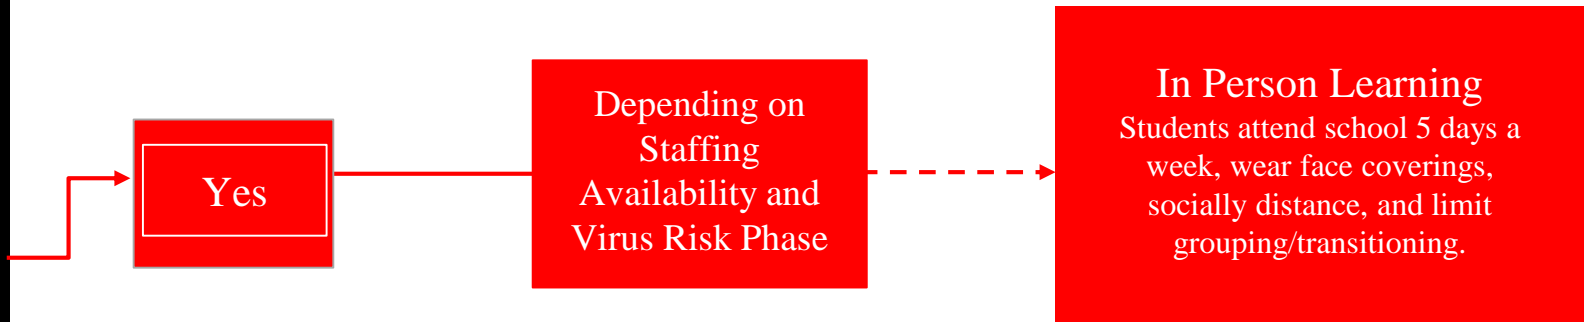 Yes
Depending on
Staffing
Availability and
Virus Risk Phase
In Person Learning
Students attend school 5 days a
week, wear face coverings,
socially distance, and limit
grouping/transitioning.